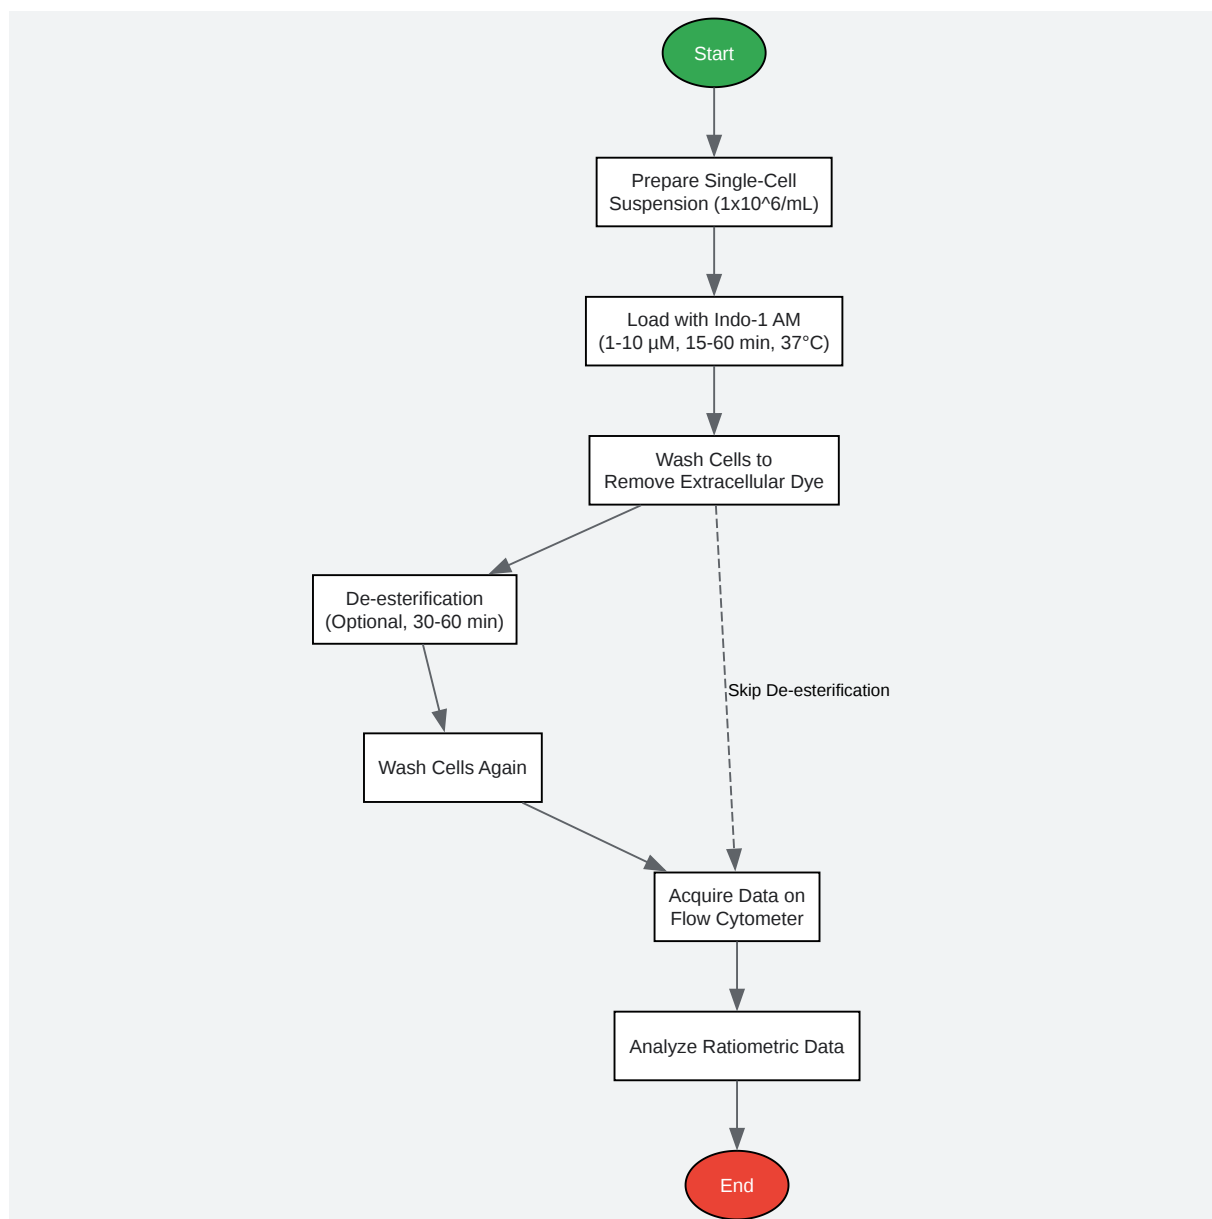 Start
Prepare Single-Cell
Suspension (1x10^6/mL)
Load with Indo-1 AM
(1-10 µM, 15-60 min, 37°C)
Wash Cells to
Remove Extracellular Dye
De-esterification
(Optional, 30-60 min)
Skip De-esterification
Wash Cells Again
Acquire Data on
Flow Cytometer
Analyze Ratiometric Data
End